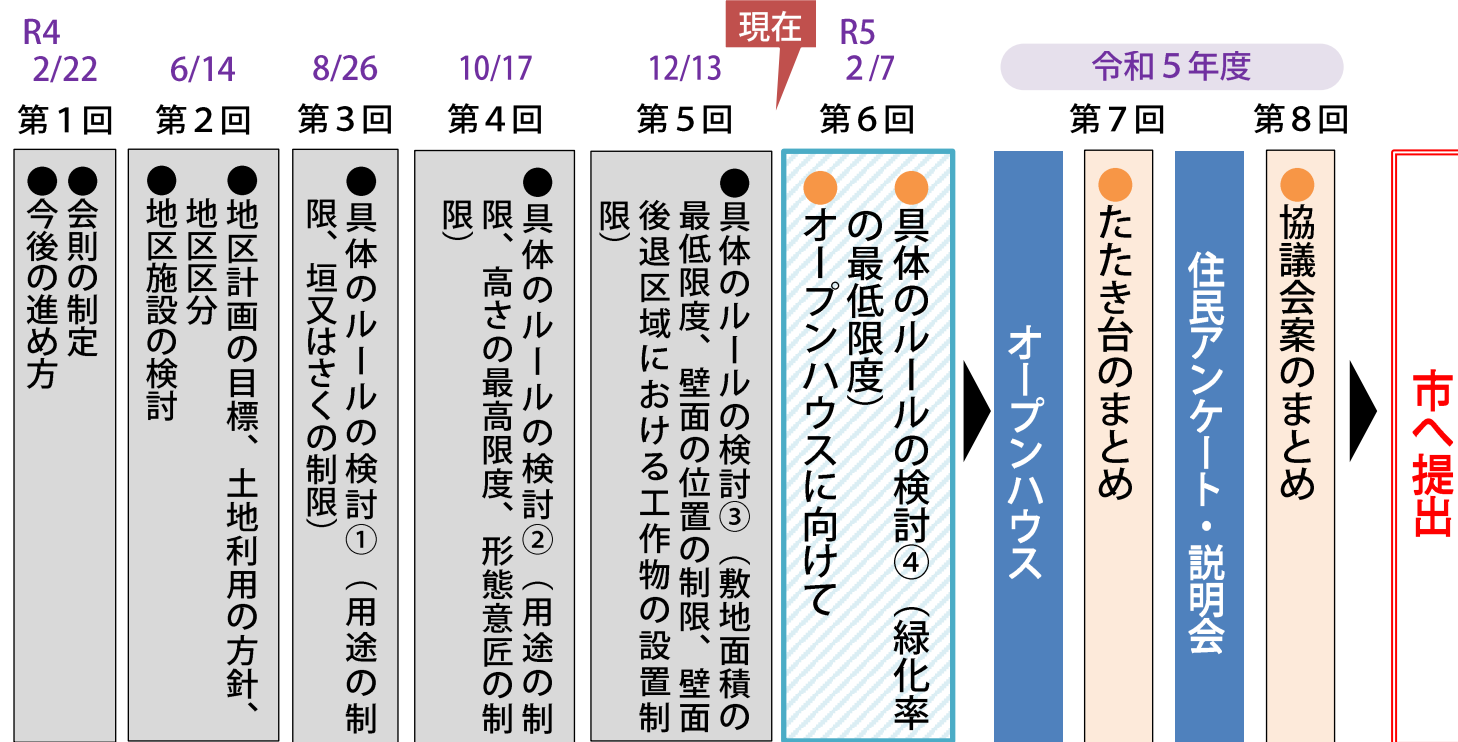 現在
R4
2/22
6/14
8/26
10/17
12/13
R5
2/7
令和5年度
第1回
第2回
第3回
第4回
第5回
第6回
第7回
第8回
●会則の制定
●今後の進め方
●地区計画の目標、土地利用の方針、
地区区分
●地区施設の検討
●具体のルールの検討①（用途の制
限、垣又はさくの制限）
●具体のルールの検討②（用途の制
限、高さの最高限度、形態意匠の制
限）
●具体のルールの検討③（敷地面積の
最低限度、壁面の位置の制限、壁面
後退区域における工作物の設置制
限）
●具体のルールの検討④（緑化率
の最低限度）
●オープンハウスに向けて
オープンハウス
●たたき台のまとめ
住民アンケート・説明会
●協議会案のまとめ
市へ提出